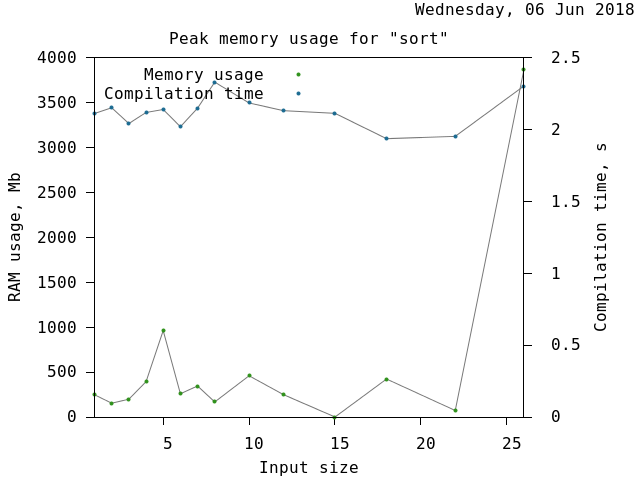 Wednesday, 06 Jun 2018
Peak memory usage for "sort"
Memory usage
Compilation time
4000
3500
3000
2500
2000
1500
1000
500
0
RAM usage, Mb
2.5
2
1.5
1
0.5
0
Compilation time, s
5 10 15 20 25
Input size